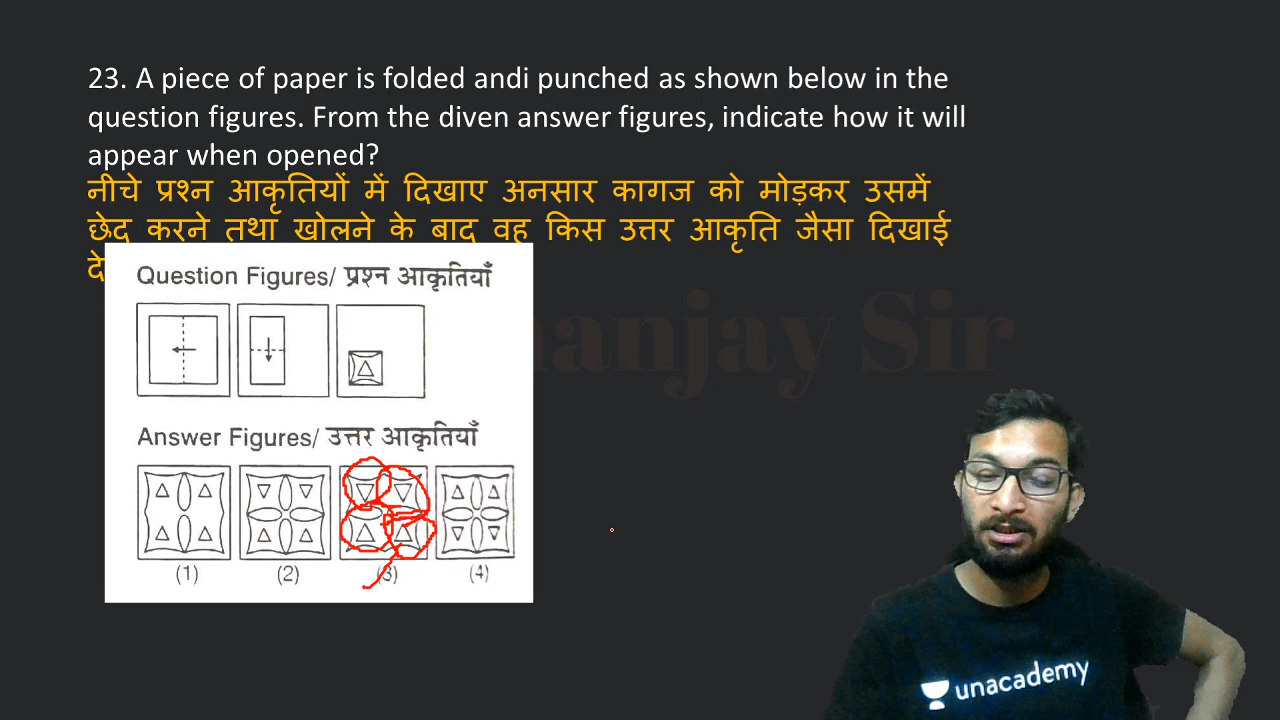 23. A piece of paper is folded andi punched as shown below in the
question figures. From the diven answer figures, indicate how it will
appear when opened?
नीचे प्रश्न आकृतियों में दिखाए अनसार कागज को मोड़कर उसमें
छेद करने तथा खोलने के बाद वह किस उत्तर आकृति जैसा दिखाई
दे
Question Figures/ प्रश्न आकृतियाँ
Answer Figures/ उत्तर आकृतियाँ
(1) (2) (3) (4)
Sir
unacademy